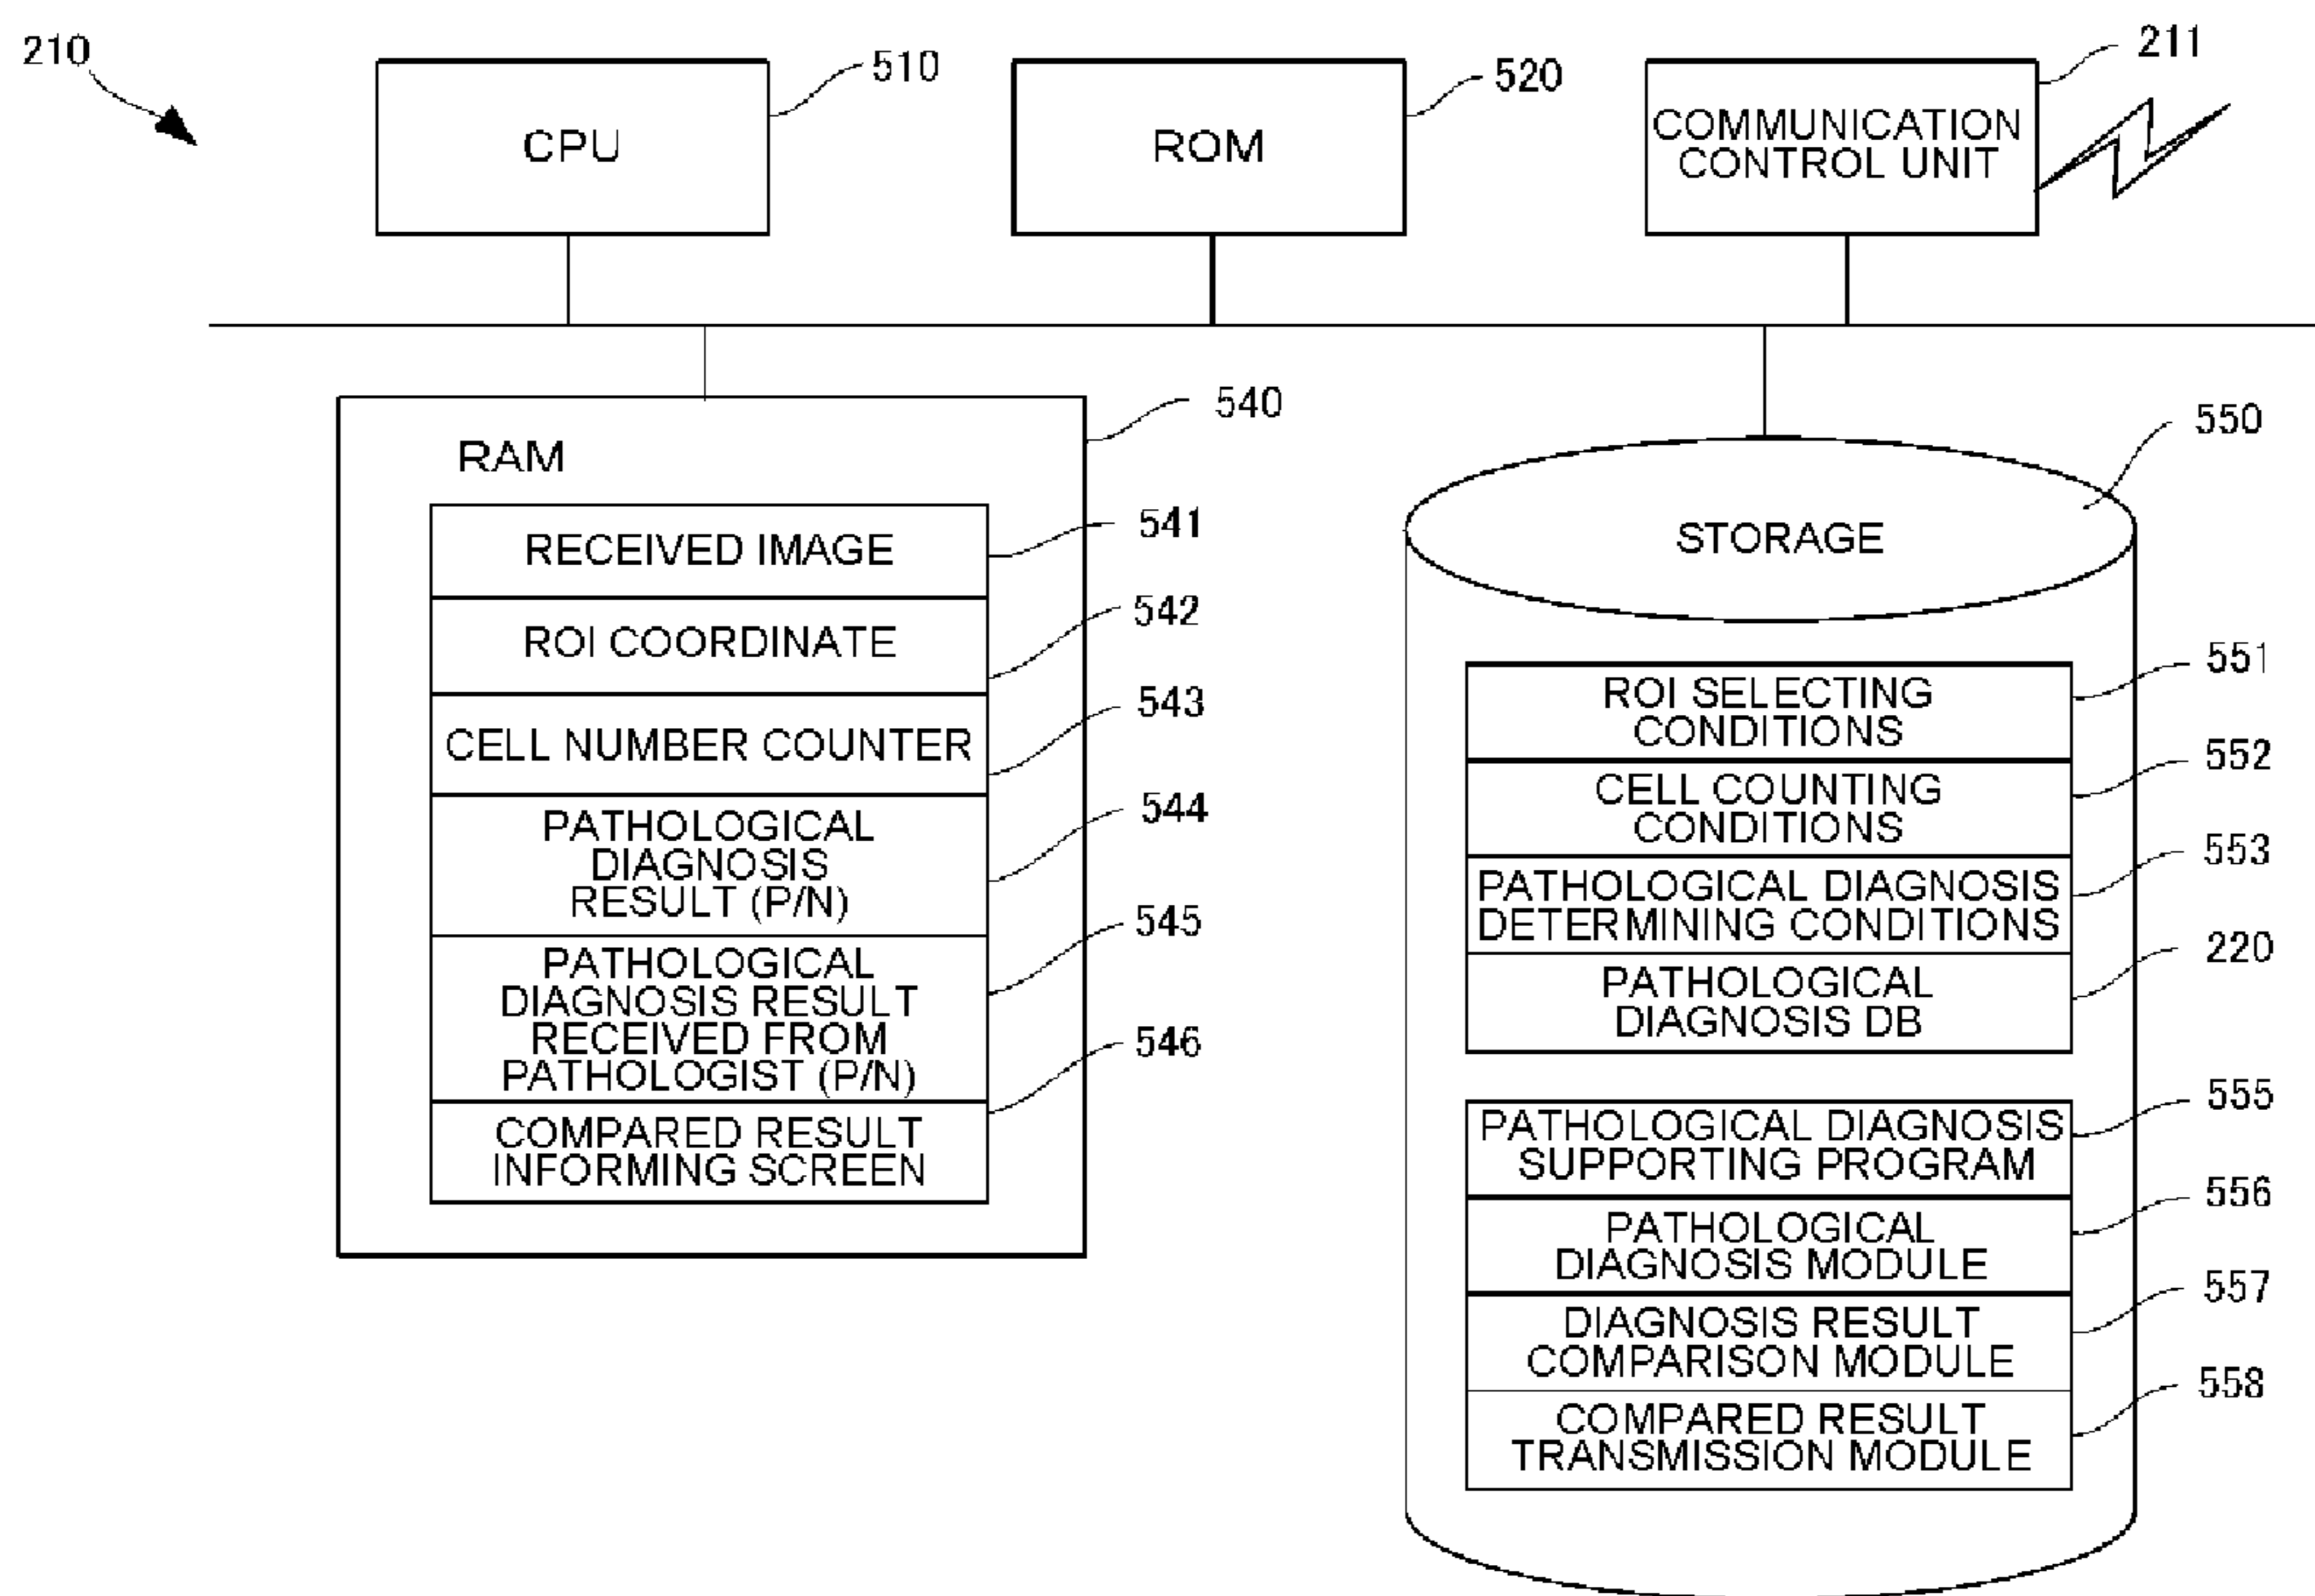 210
CPU
510
ROM
520
COMMUNICATION
CONTROL UNIT
211
RAM
540
RECEIVED IMAGE
541
ROI COORDINATE
542
CELL NUMBER COUNTER
543
PATHOLOGICAL
DIAGNOSIS
RESULT (P/N)
544
PATHOLOGICAL
DIAGNOSIS RESULT
RECEIVED FROM
PATHOLOGIST (P/N)
545
COMPARED RESULT
INFORMING SCREEN
546
STORAGE
550
ROI SELECTING
CONDITIONS
551
CELL COUNTING
CONDITIONS
552
PATHOLOGICAL DIAGNOSIS
DETERMINING CONDITIONS
553
PATHOLOGICAL
DIAGNOSIS DB
220
PATHOLOGICAL DIAGNOSIS
SUPPORTING PROGRAM
555
PATHOLOGICAL
DIAGNOSIS MODULE
556
DIAGNOSIS RESULT
COMPARISON MODULE
557
COMPARED RESULT
TRANSMISSION MODULE
558